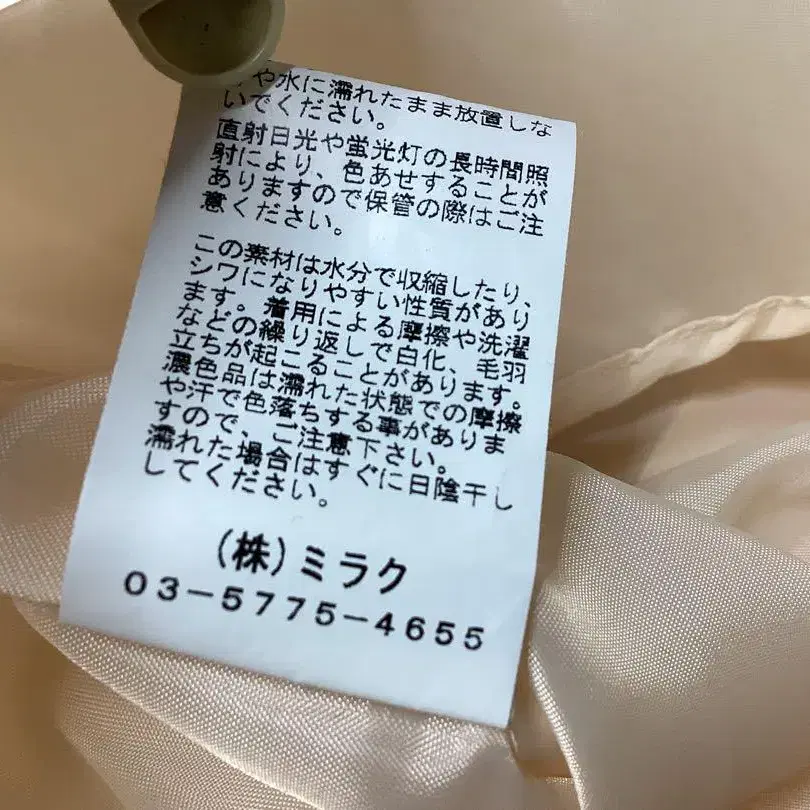 や水に濡れたまま放置しな
いでください。
直射日光や蛍光灯の長時間照
射により、色あせすることが
ありますので保管の際はご注
意ください。
この素材は水分で収縮したり、
シワになりやすい性質があり
ます。着用による摩擦や洗濯
などの繰り返しで白化、毛羽
立ちが起こることがあります。
濃色品は濡れた状態での摩擦
や汗で色落ちする事がありま
すので、ご注意下さい。
濡れた場合はすぐに日陰干し
してください。
(株)ミラク
03-5775-4655